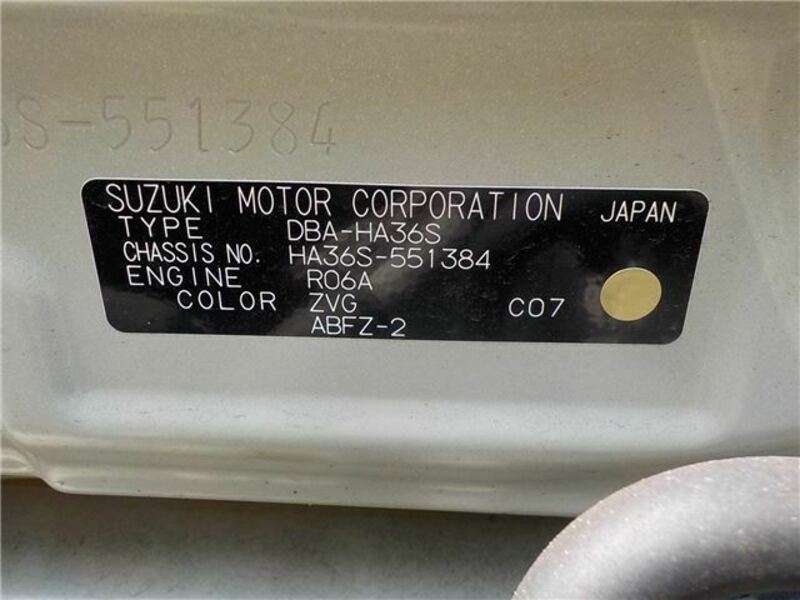 S-551384
SUZUKI MOTOR CORPORATION JAPAN
TYPE DBA-HA36S
CHASSIS NO. HA36S-551384
ENGINE R06A
COLOR ZVG C07
ABFZ-2